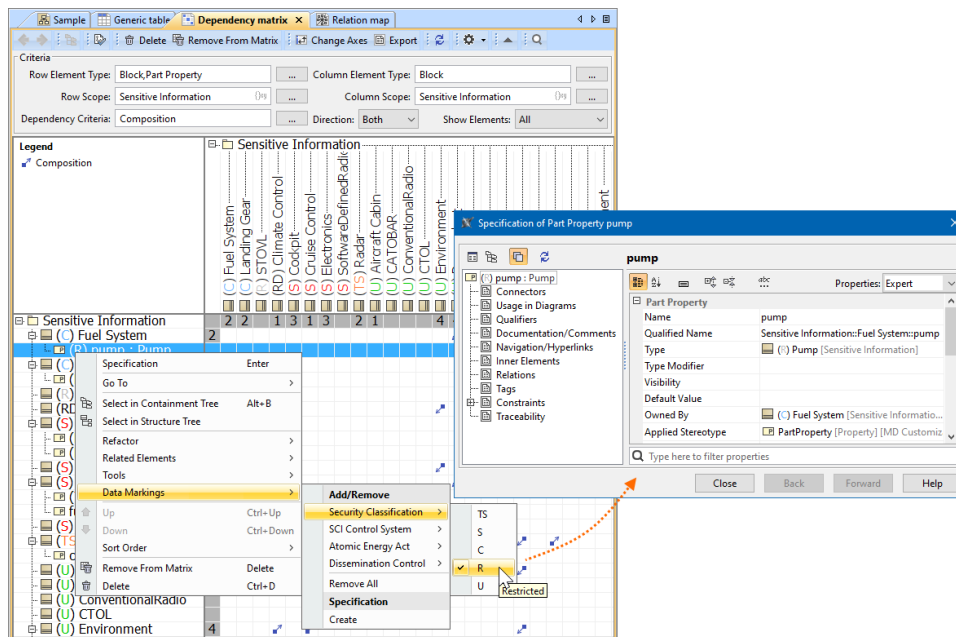 Sample
Generic table
Dependency matrix
Relation map
Delete
Remove From Matrix
Change Axes
Export
Criteria
Row Element Type: Block,Part Property ... Column Element Type: Block ...
Row Scope: Sensitive Information ... Column Scope: Sensitive Information ...
Dependency Criteria: Composition ... Direction: Both Show Elements: All
Legend
Composition
Sensitive Information
(C) Fuel System
(C) Landing Gear
(R) STOVL
(RD) Climate Control
(S) Cockpit
(S) Cruise Control
(S) Electronics
(S) SoftwareDefinedRadio
(TS) Radar
(U) Aircraft Cabin
(U) CATOBAR
(U) ConventionalRadio
(U) CTOL
(U) Environment
Sensitive Information 2 2 1 3 1 3 2 1 4
(C) Fuel System 2
(R) pump : Pump
(C)
(R)
(RD
(S)
(S)
(S)
(S)
(TS
(U)
(U)
(U) ConventionalRadio
(U) CTOL
(U) Environment 4
Specification Enter
Go To
Select in Containment Tree Alt+B
Select in Structure Tree
Refactor
Related Elements
Tools
Data Markings
Up Ctrl+Up
Down Ctrl+Down
Sort Order
Remove From Matrix Delete
Delete Ctrl+D
Add/Remove
Security Classification
SCI Control System
Atomic Energy Act
Dissemination Control
Remove All
Specification
Create
TS
S
C
R
U
Restricted
Specification of Part Property pump
(R) pump : Pump
Connectors
Usage in Diagrams
Qualifiers
Documentation/Comments
Navigation/Hyperlinks
Inner Elements
Relations
Tags
Constraints
Traceability
pump
Properties: Expert
Part Property
Name pump
Qualified Name Sensitive Information::Fuel System::pump
Type (R) Pump [Sensitive Information]
Type Modifier
Visibility
Default Value
Owned By (C) Fuel System [Sensitive Informatio...
Applied Stereotype PartProperty [Property] [MD Customiz
Type here to filter properties
Close
Back
Forward
Help